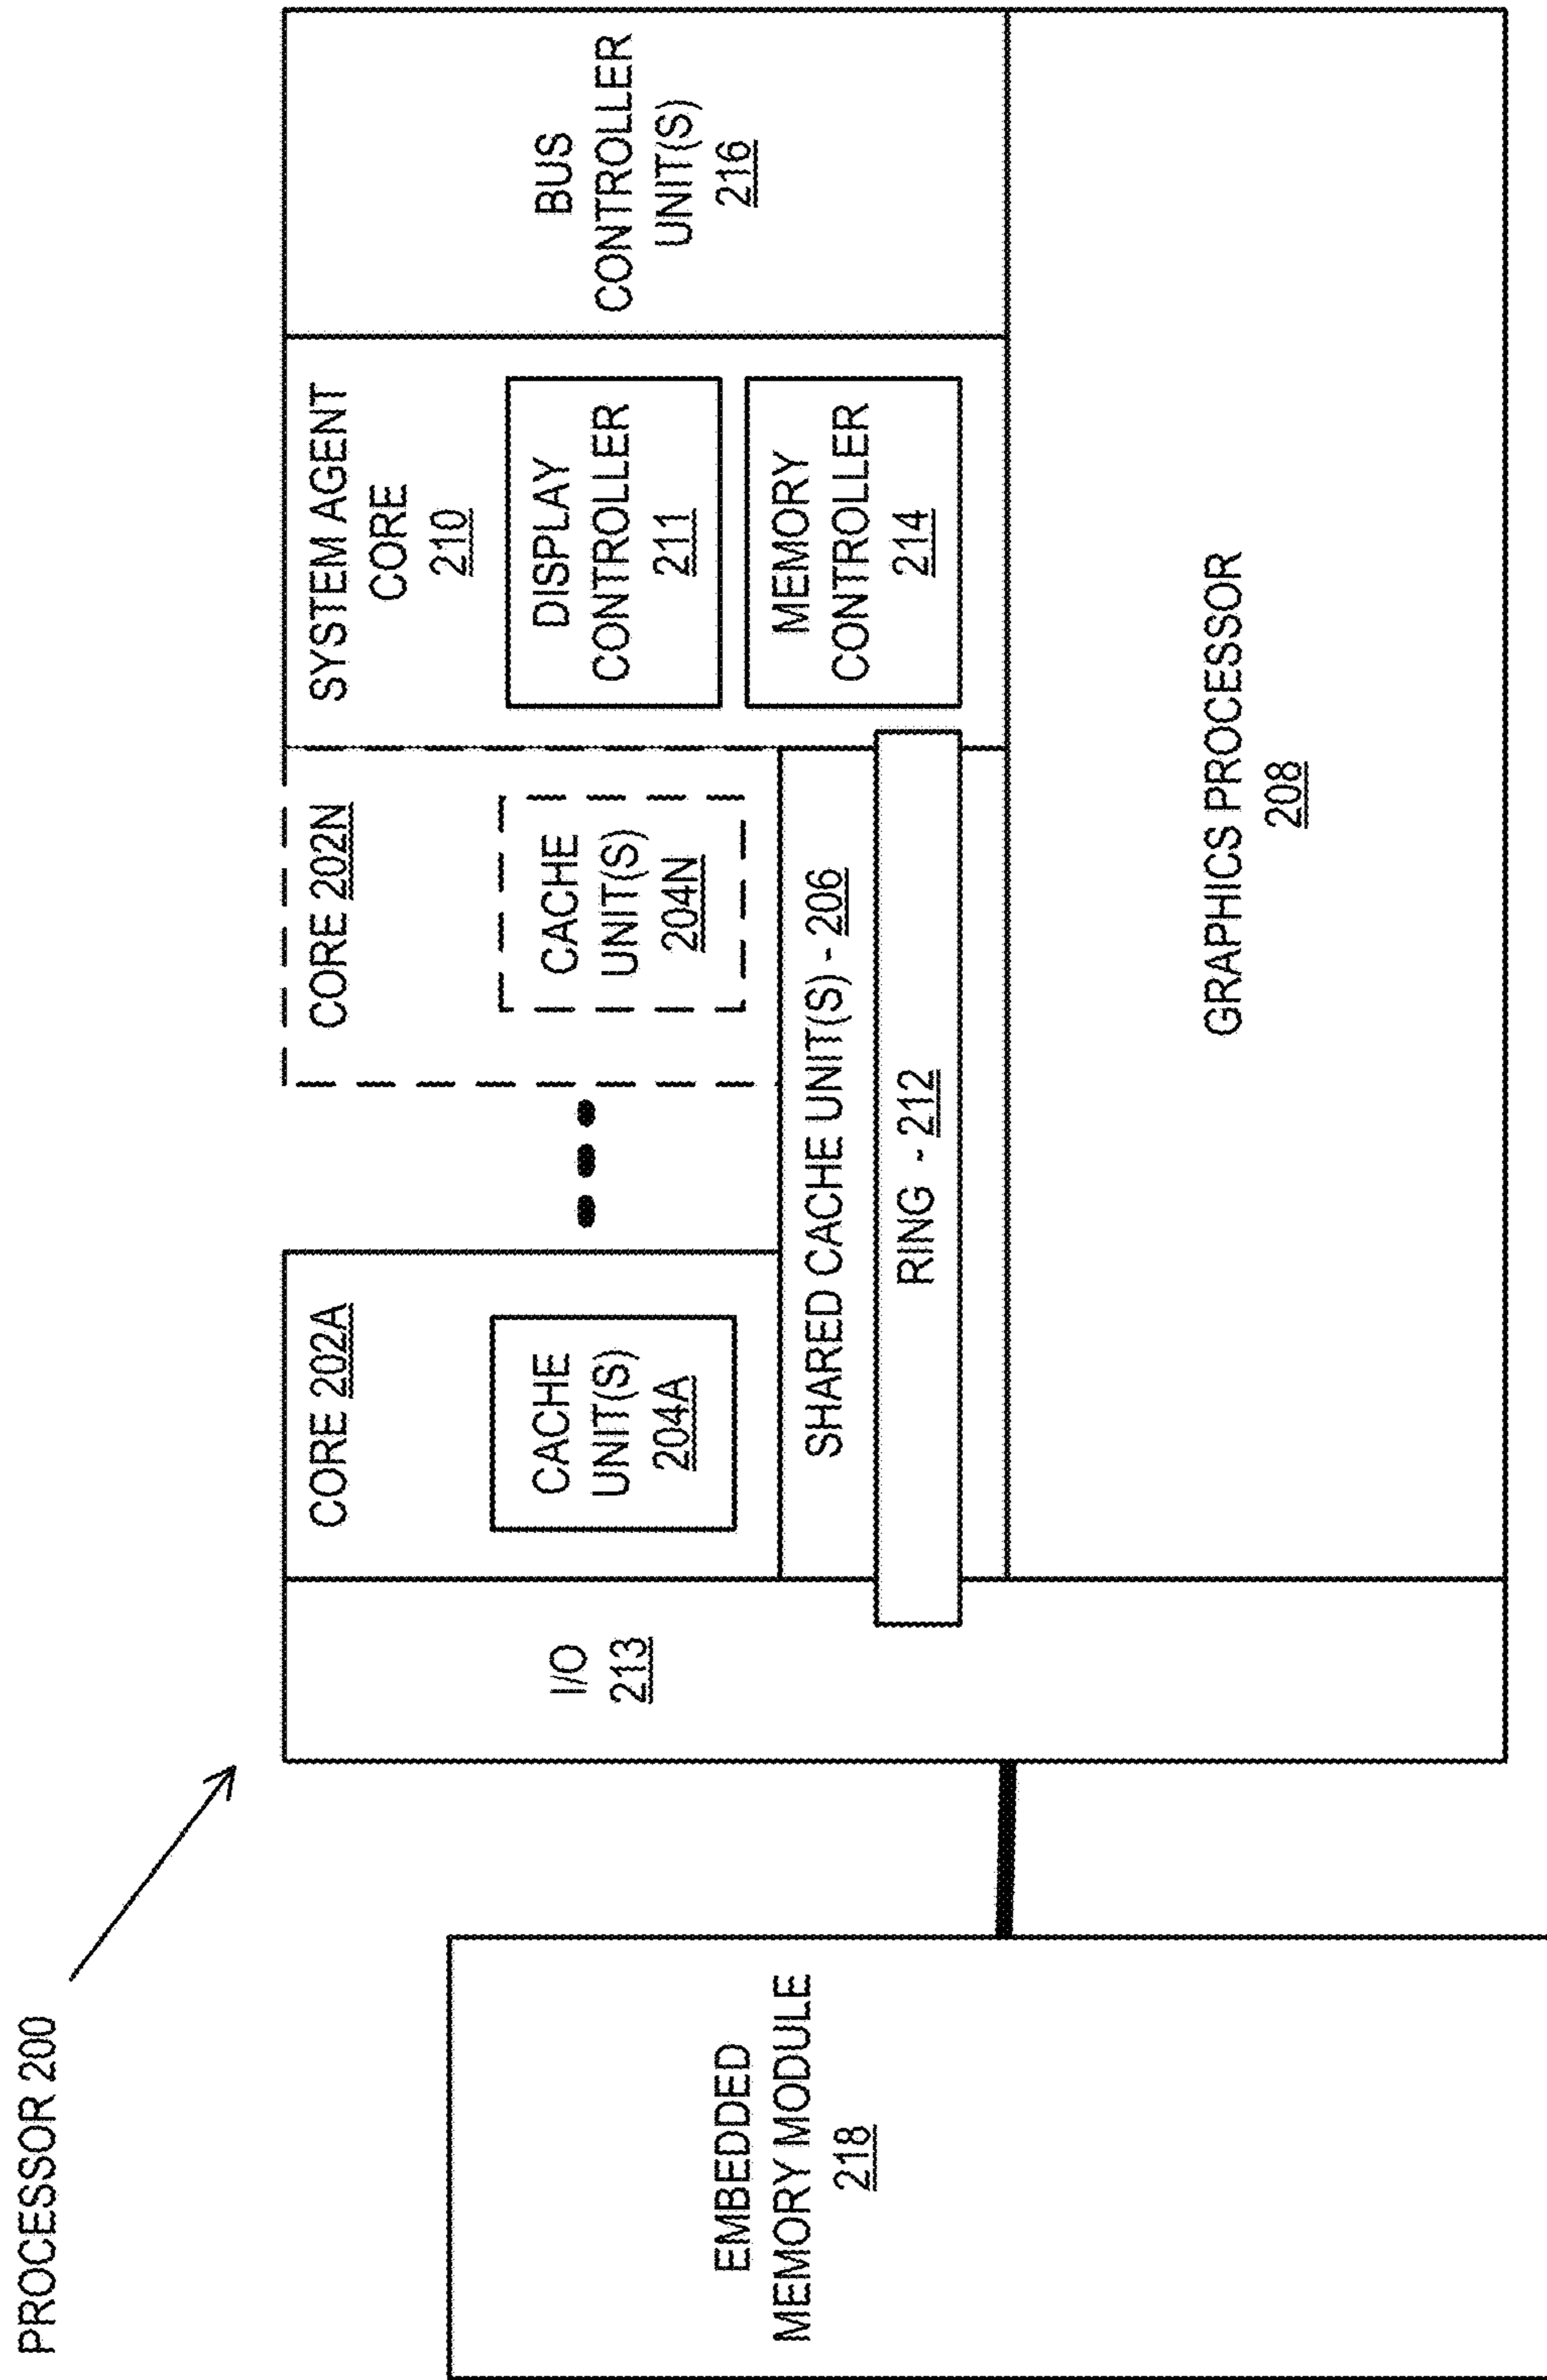 PROCESSOR 200
EMBEDDED
MEMORY MODULE
218
I/O
213
CORE 202A
CACHE
UNIT(S)
204A
CORE 202N
CACHE
UNIT(S)
204N
SHARED CACHE UNIT(S) - 206
RING - 212
SYSTEM AGENT
CORE
210
DISPLAY
CONTROLLER
211
MEMORY
CONTROLLER
214
BUS
CONTROLLER
UNIT(S)
216
GRAPHICS PROCESSOR
208